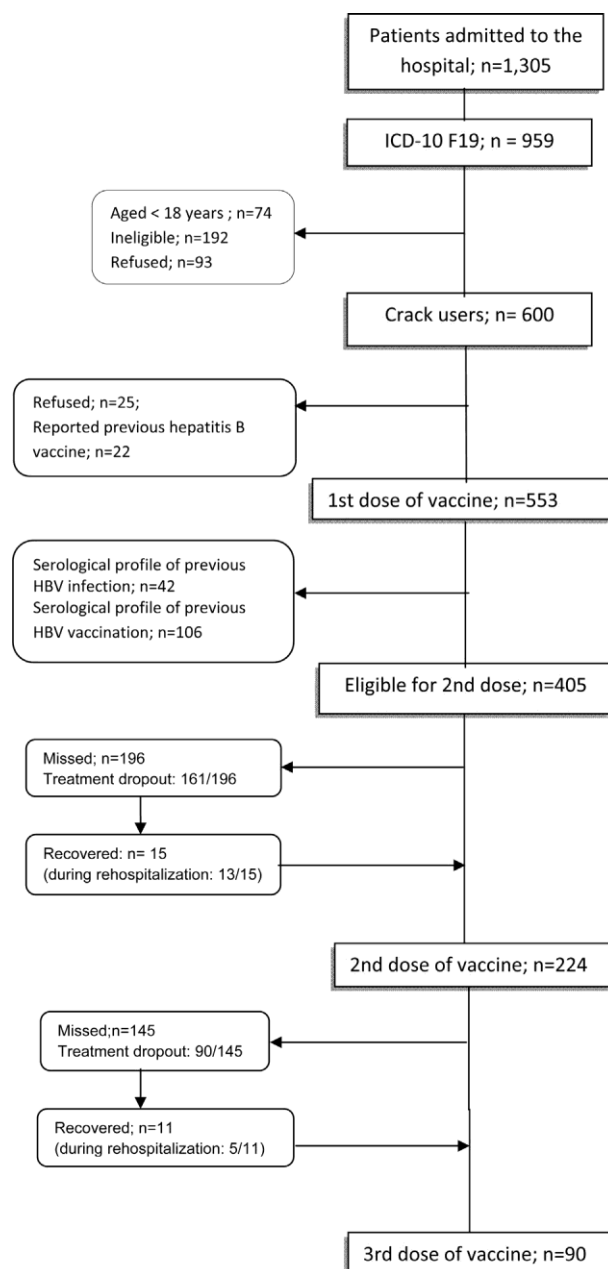 Patients admitted to the
hospital; n=1,305
ICD-10 F19; n = 959
Aged < 18 years ; n=74
Ineligible; n=192
Refused; n=93
Crack users; n= 600
Refused; n=25;
Reported previous hepatitis B
vaccine; n=22
1st dose of vaccine; n=553
Serological profile of previous
HBV infection; n=42
Serological profile of previous
HBV vaccination; n=106
Eligible for 2nd dose; n=405
Missed; n=196
Treatment dropout: 161/196
Recovered: n= 15
(during rehospitalization: 13/15)
2nd dose of vaccine; n=224
Missed;n=145
Treatment dropout: 90/145
Recovered; n=11
(during rehospitalization: 5/11)
3rd dose of vaccine; n=90